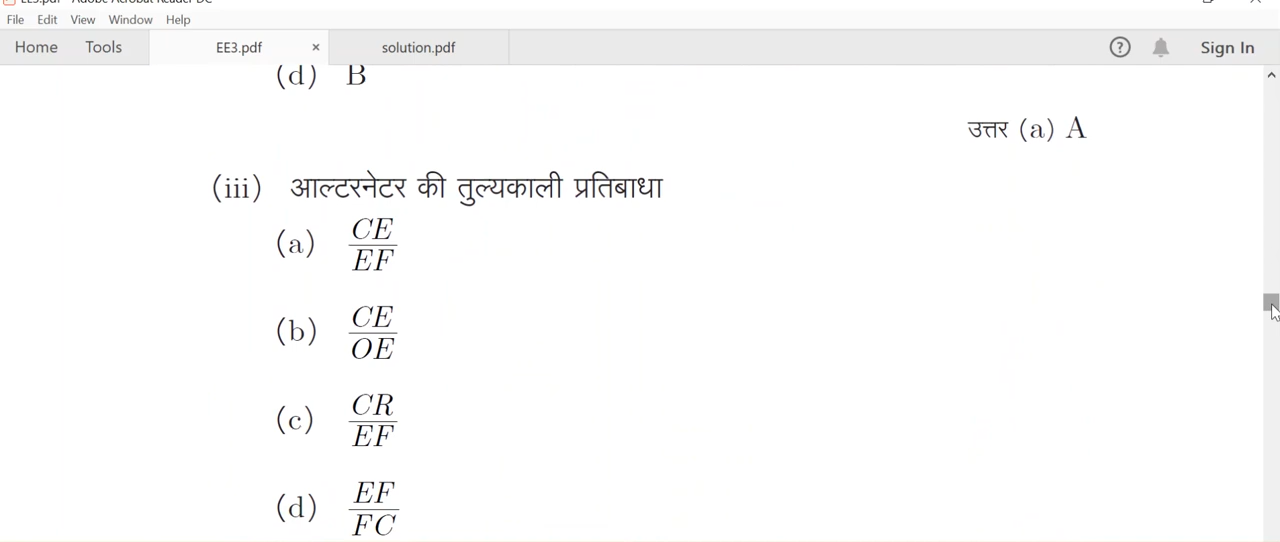 File Edit View Window Help
Home Tools EE3.pdf × solution.pdf ? Sign In
(d) B
उत्तर (a) A
(iii) आल्टरनेटर की तुल्यकाली प्रतिबाधा
(a) CE
EF
(b) CE
OE
(c) CR
EF
(d) EF
FC